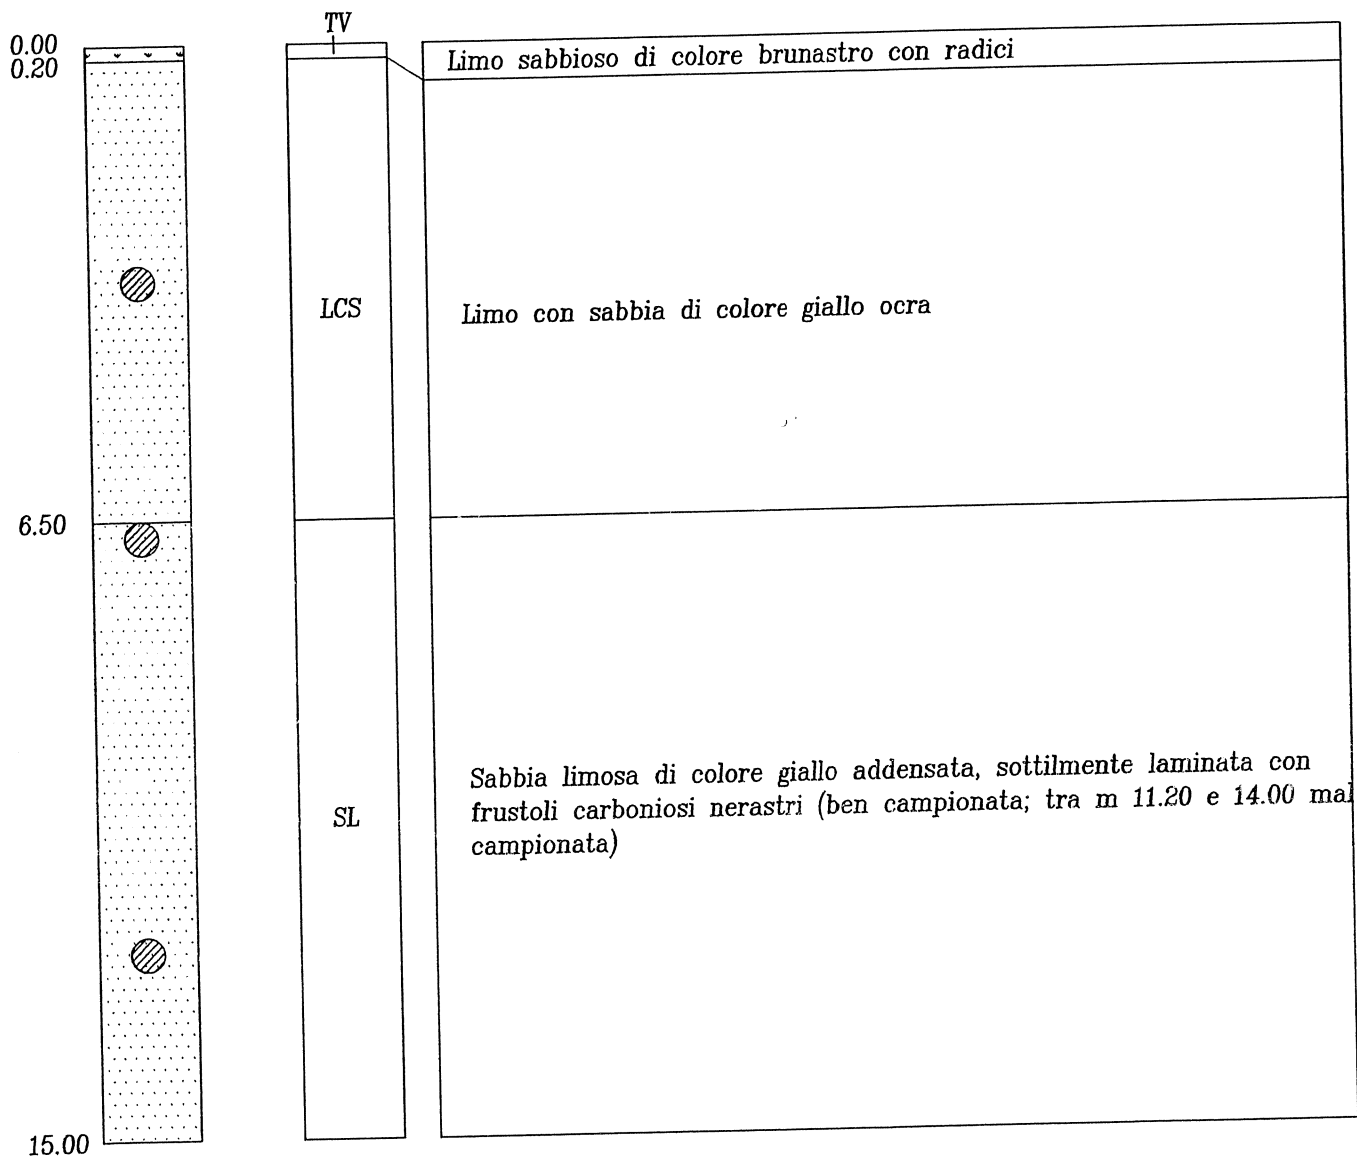 TV
0.00
0.20
Limo sabbioso di colore brunastro con radici
LCS
Limo con sabbia di colore giallo ocra
6.50
SL
Sabbia limosa di colore giallo addensata, sottilmente laminata con
frustoli carboniosi nerastri (ben campionata; tra m 11.20 e 14.00 mal
campionata)
15.00